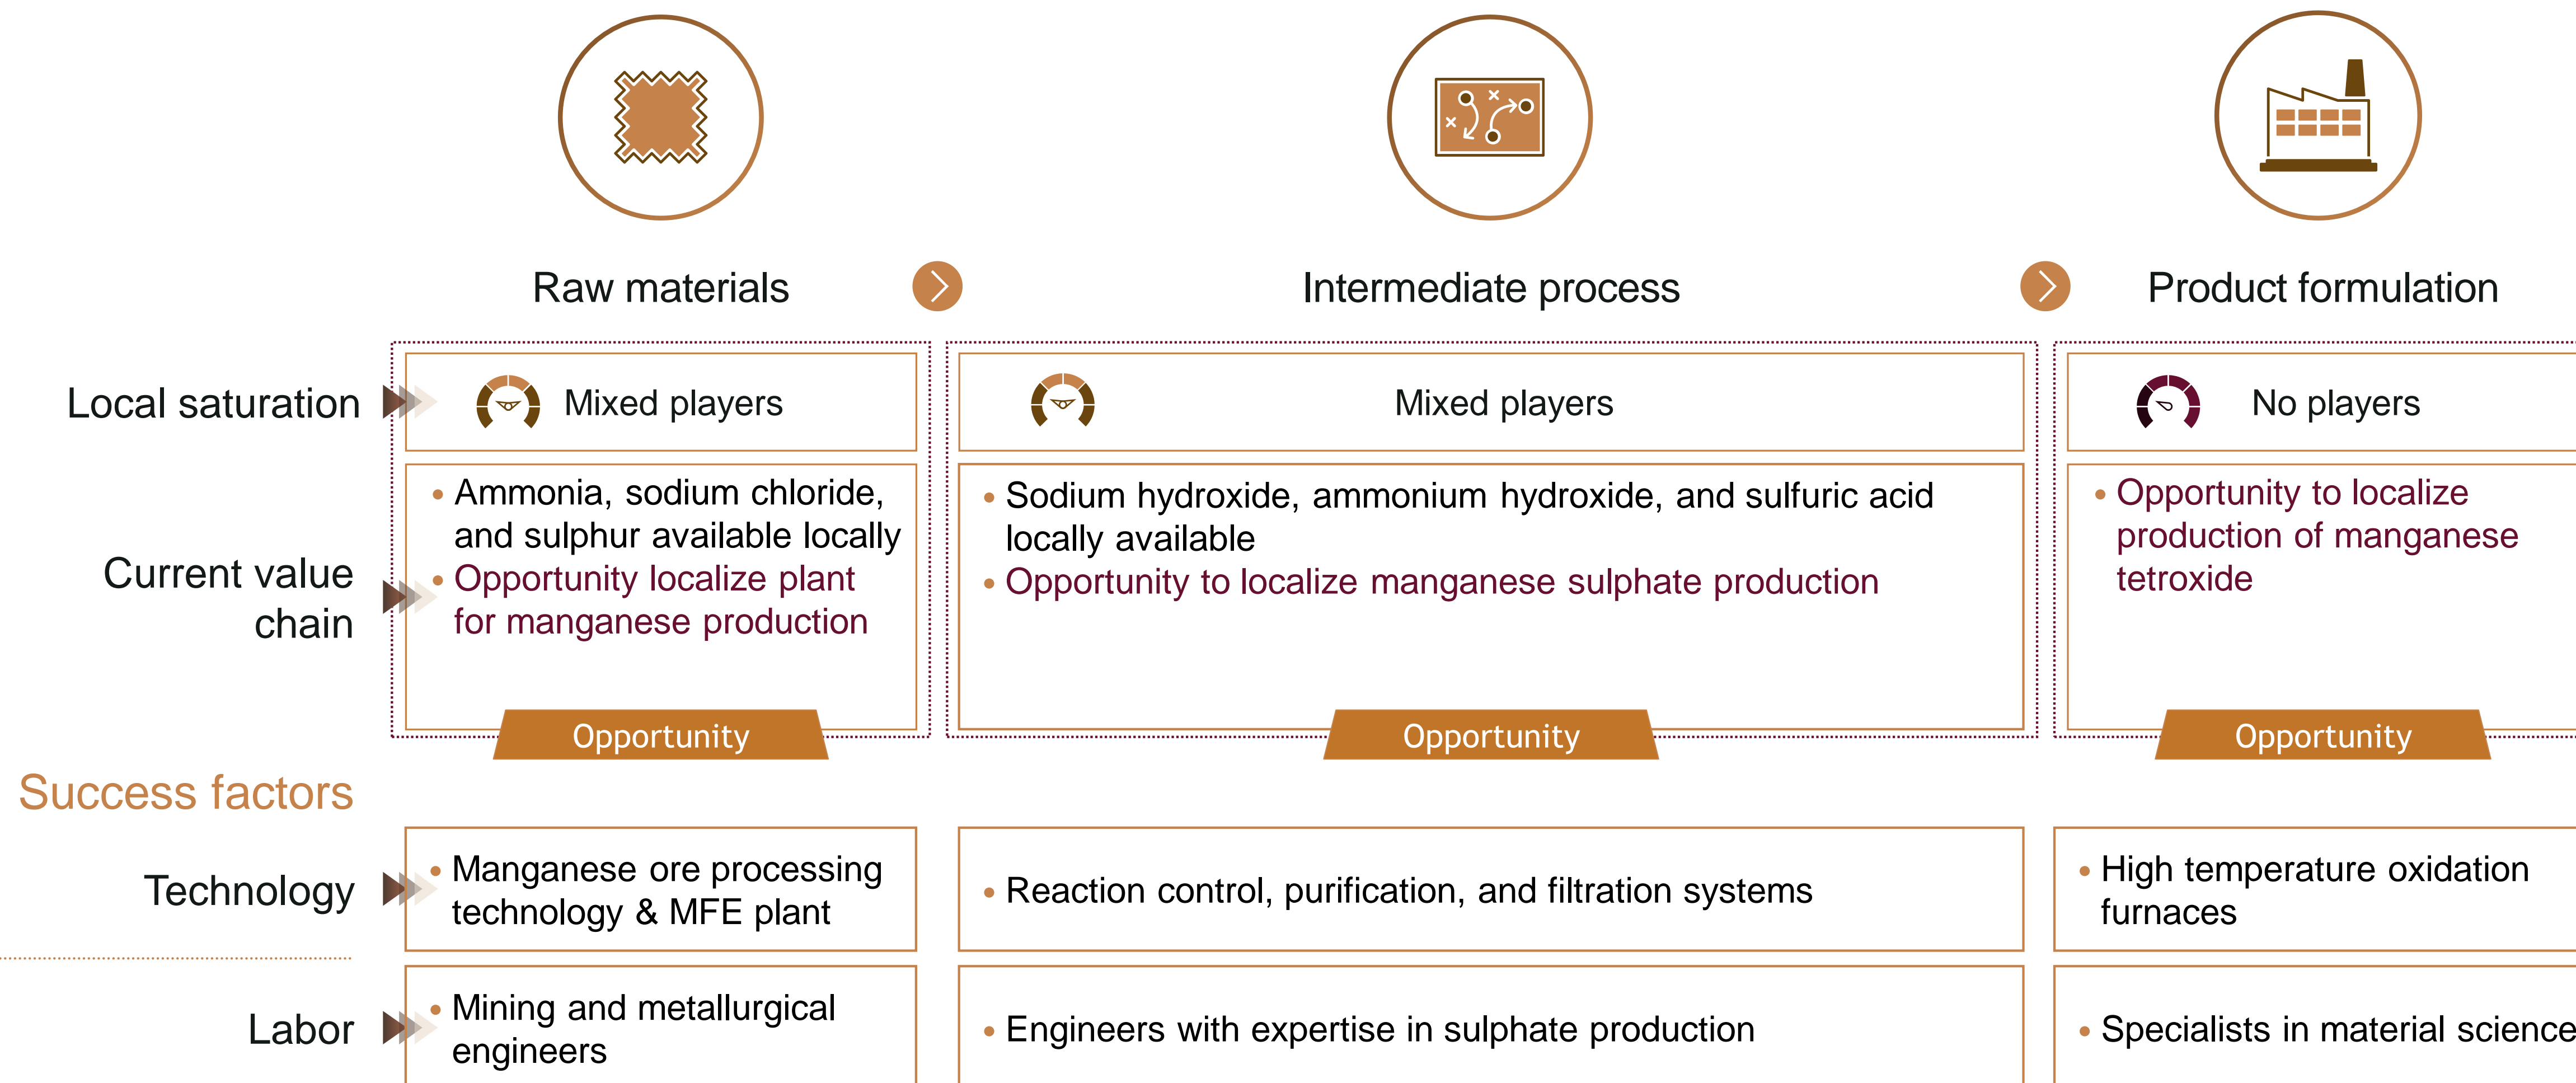 Raw materials
Intermediate process
Product formulation
Local saturation
Mixed players
Mixed players
No players
Current value
chain
• Ammonia, sodium chloride,
and sulphur available locally
• Opportunity localize plant
for manganese production
• Sodium hydroxide, ammonium hydroxide, and sulfuric acid
locally available
• Opportunity to localize manganese sulphate production
• Opportunity to localize
production of manganese
tetroxide
Opportunity
Opportunity
Opportunity
Success factors
Technology
• Manganese ore processing
technology & MFE plant
• Reaction control, purification, and filtration systems
• High temperature oxidation
furnaces
Labor
• Mining and metallurgical
engineers
• Engineers with expertise in sulphate production
• Specialists in material science